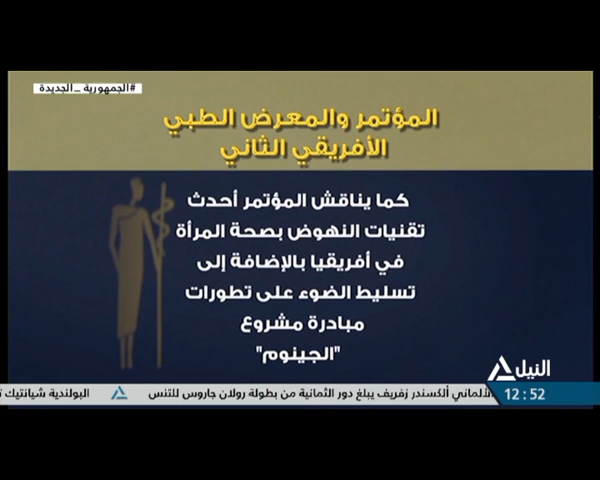 #الجمهورية_الجديدة
المؤتمر والمعرض الطبي
الأفريقي الثاني
كما يناقش المؤتمر أحدث
تقنيات النهوض بصحة المرأة
في أفريقيا بالإضافة إلى
تسليط الضوء على تطورات
مبادرة مشروع
"الجينوم"
النيل
12:52
الألماني ألكسندر زفريف يبلغ دور الثمانية من بطولة رولان جاروس للتنس
البولندية شيانتيك